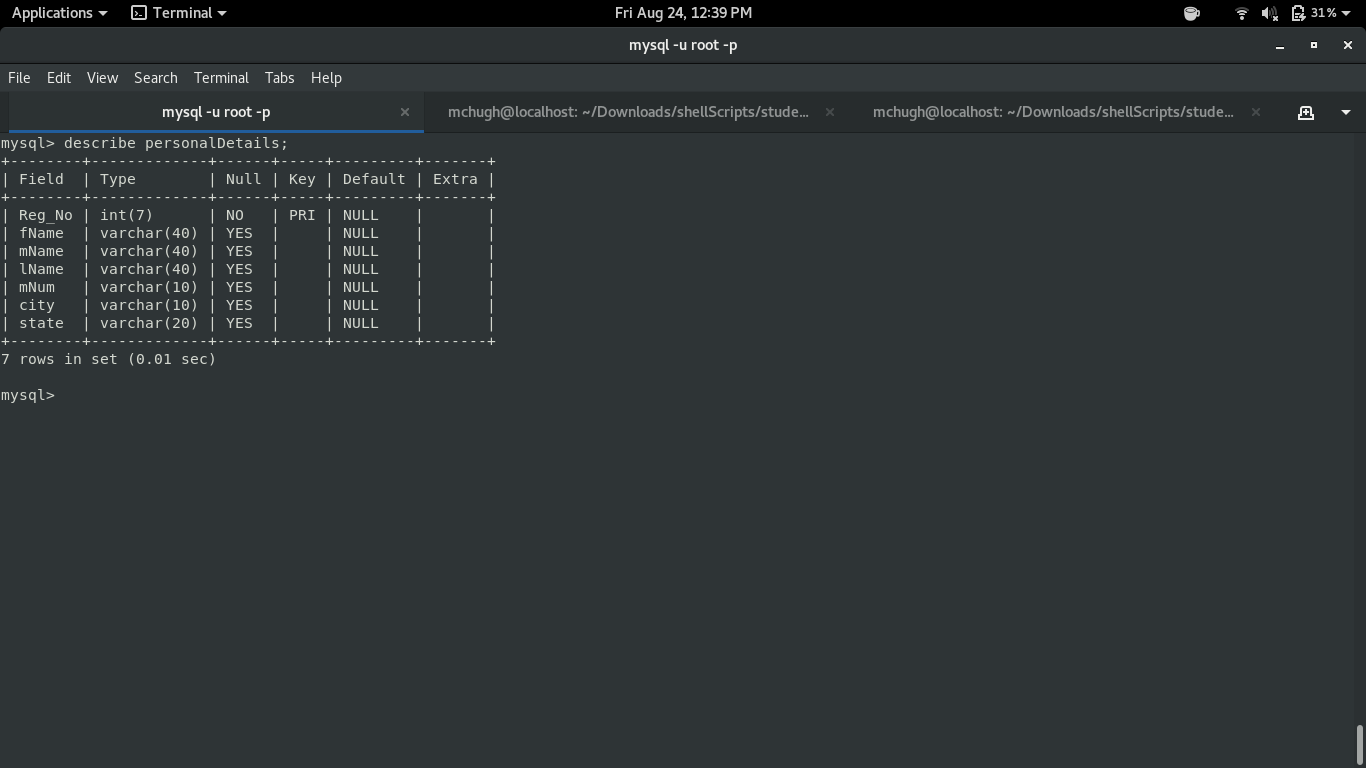 Applications Terminal Fri Aug 24, 12:39 PM 31%
mysql -u root -p
File Edit View Search Terminal Tabs Help
mysql -u root -p × mchugh@localhost: ~/Downloads/shellScripts/stude... × mchugh@localhost: ~/Downloads/shellScripts/stude... ×
mysql> describe personalDetails;
+--------+-------------+------+-----+---------+-------+
| Field  | Type        | Null | Key | Default | Extra |
+--------+-------------+------+-----+---------+-------+
| Reg_No | int(7)      | NO   | PRI | NULL    |       |
| fName  | varchar(40) | YES  |     | NULL    |       |
| mName  | varchar(40) | YES  |     | NULL    |       |
| lName  | varchar(40) | YES  |     | NULL    |       |
| mNum   | varchar(10) | YES  |     | NULL    |       |
| city   | varchar(10) | YES  |     | NULL    |       |
| state  | varchar(20) | YES  |     | NULL    |       |
+--------+-------------+------+-----+---------+-------+
7 rows in set (0.01 sec)
mysql>